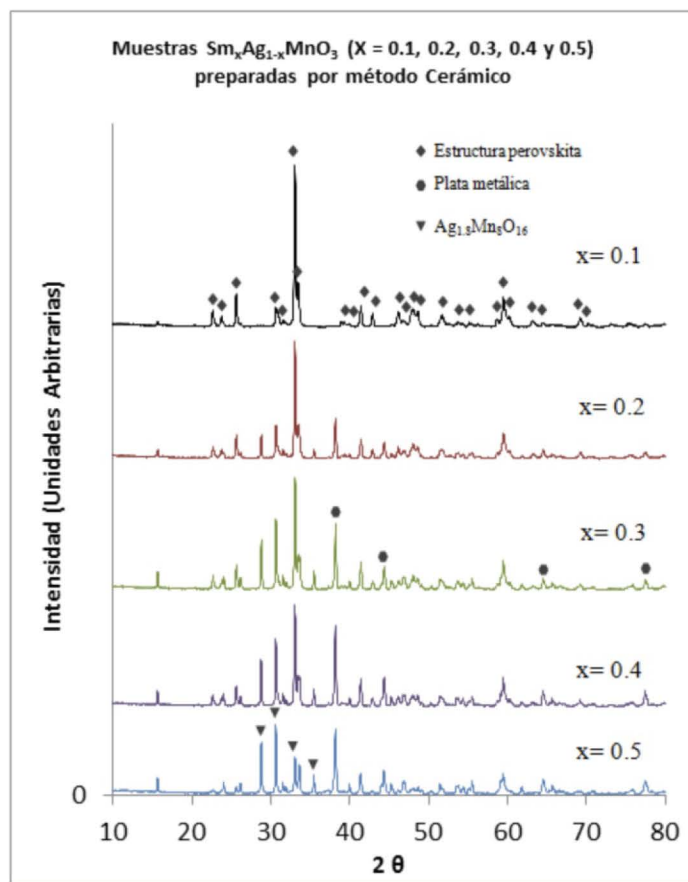 Muestras SmₓAg₁₋ₓMnO₃ (X = 0.1, 0.2, 0.3, 0.4 y 0.5)
preparadas por método Cerámico
Estructura perovskita
Plata metálica
Ag₁.₈Mn₈O₁₆
x= 0.1
x= 0.2
x= 0.3
x= 0.4
x= 0.5
Intensidad (Unidades Arbitrarias)
0
10 20 30 40 50 60 70 80
2 θ